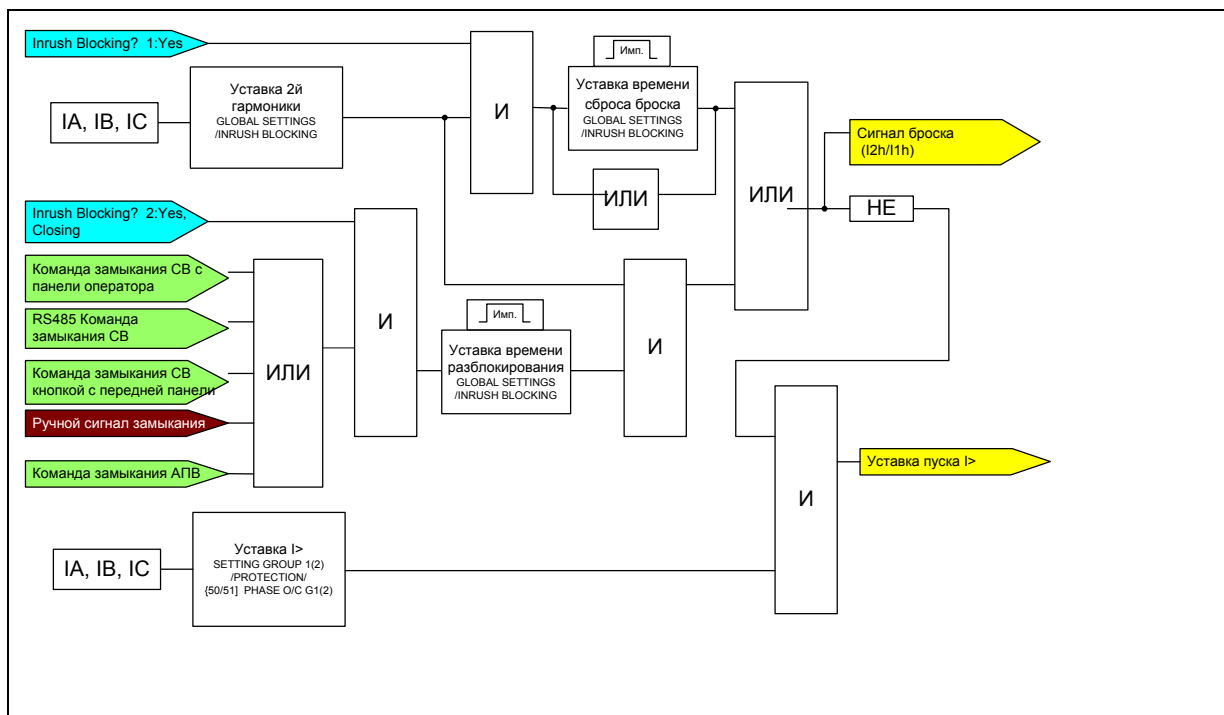 Inrush Blocking? 1:Yes
IA, IB, IC
Уставка 2й
гармоники
GLOBAL SETTINGS
/INRUSH BLOCKING
И
Имп.
Уставка времени
сброса броска
GLOBAL SETTINGS
/INRUSH BLOCKING
ИЛИ
ИЛИ
Сигнал броска
(I2h/I1h)
НЕ
Inrush Blocking? 2:Yes,
Closing
Команда замыкания СВ с
панели оператора
RS485 Команда
замыкания СВ
Команда замыкания СВ
кнопкой с передней панели
Ручной сигнал замыкания
Команда замыкания АПВ
ИЛИ
И
Имп.
Уставка времени
разблокирования
GLOBAL SETTINGS
/INRUSH BLOCKING
И
IA, IB, IC
Уставка I>
SETTING GROUP 1(2)
/PROTECTION/
{50/51] PHASE O/C G1(2)
И
Уставка пуска I>